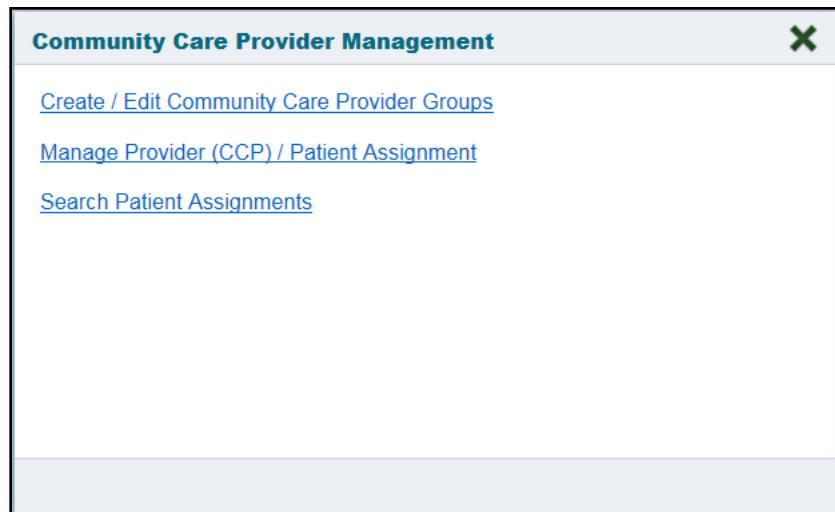 Community Care Provider Management
Create / Edit Community Care Provider Groups
Manage Provider (CCP) / Patient Assignment
Search Patient Assignments